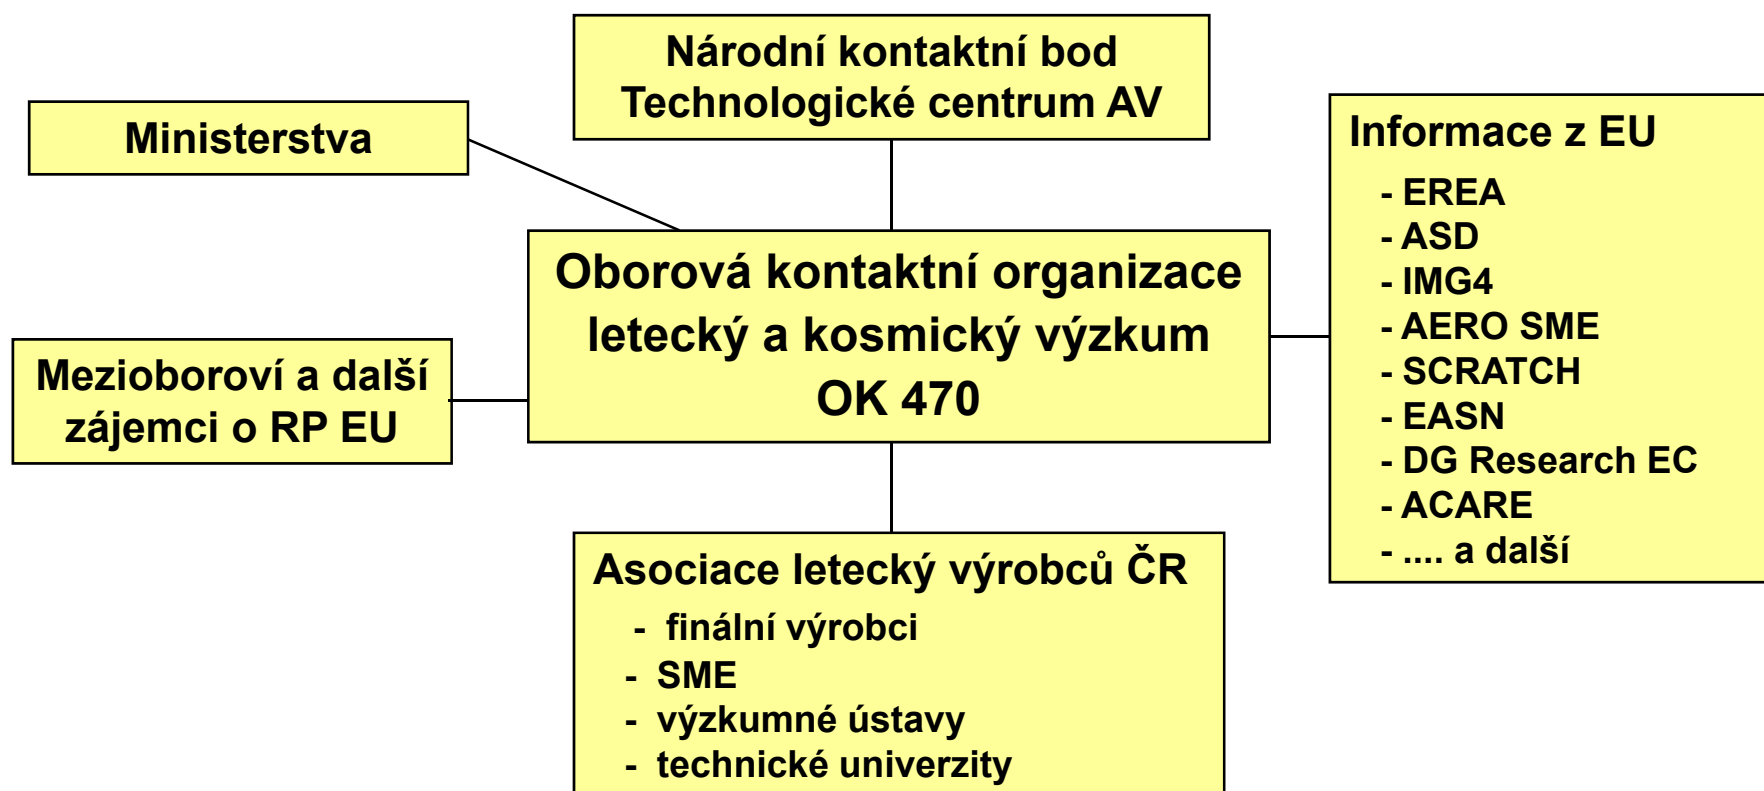 Národní kontaktní bod
Technologické centrum AV
Ministerstva
Informace z EU
- EREA
- ASD
- IMG4
- AERO SME
- SCRATCH
- EASN
- DG Research EC
- ACARE
- .... a další
Oborová kontaktní organizace
letecký a kosmický výzkum
OK 470
Mezioboroví a další
zájemci o RP EU
Asociace letecký výrobců ČR
- finální výrobci
- SME
- výzkumné ústavy
- technické univerzity